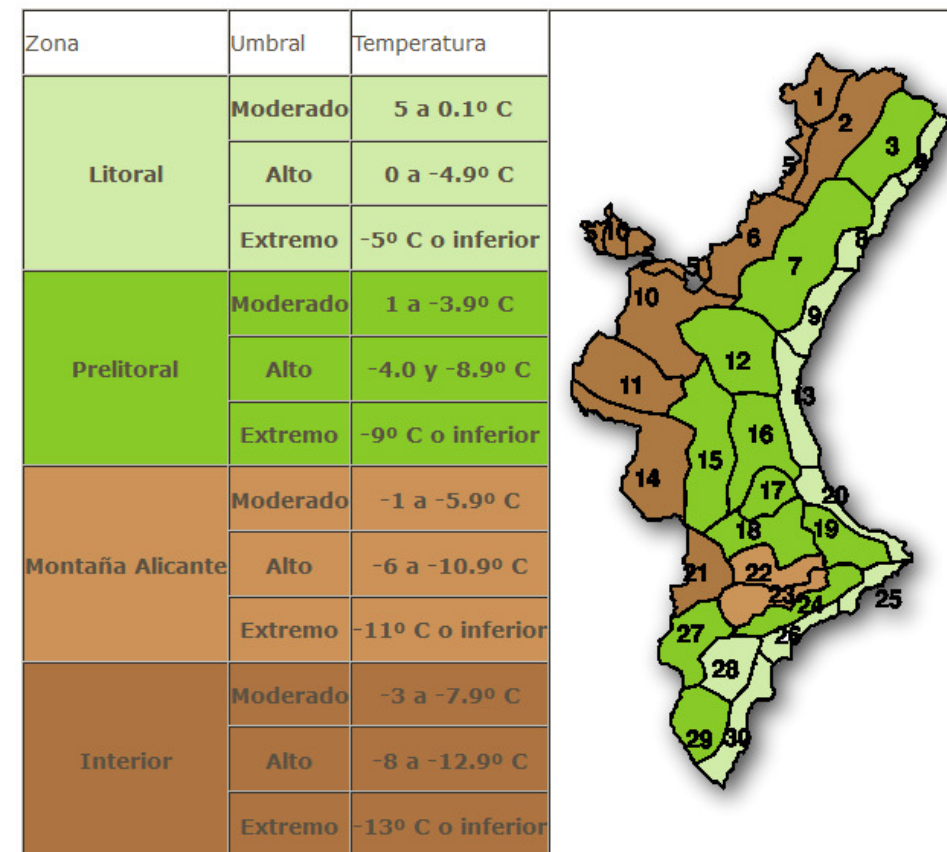 Zona Umbral Temperatura
Litoral
Moderado 5 a 0.1º C
Alto 0 a -4.9º C
Extremo -5º C o inferior
Prelitoral
Moderado 1 a -3.9º C
Alto -4.0 y -8.9º C
Extremo -9º C o inferior
Montaña Alicante
Moderado -1 a -5.9º C
Alto -6 a -10.9º C
Extremo -11º C o inferior
Interior
Moderado -3 a -7.9º C
Alto -8 a -12.9º C
Extremo -13º C o inferior
1
2
3
4
5
5
10
5
5
6
8
7
10
9
12
11
13
16
15
14
17
20
18
19
21
22
23
24
25
27
26
28
29
30